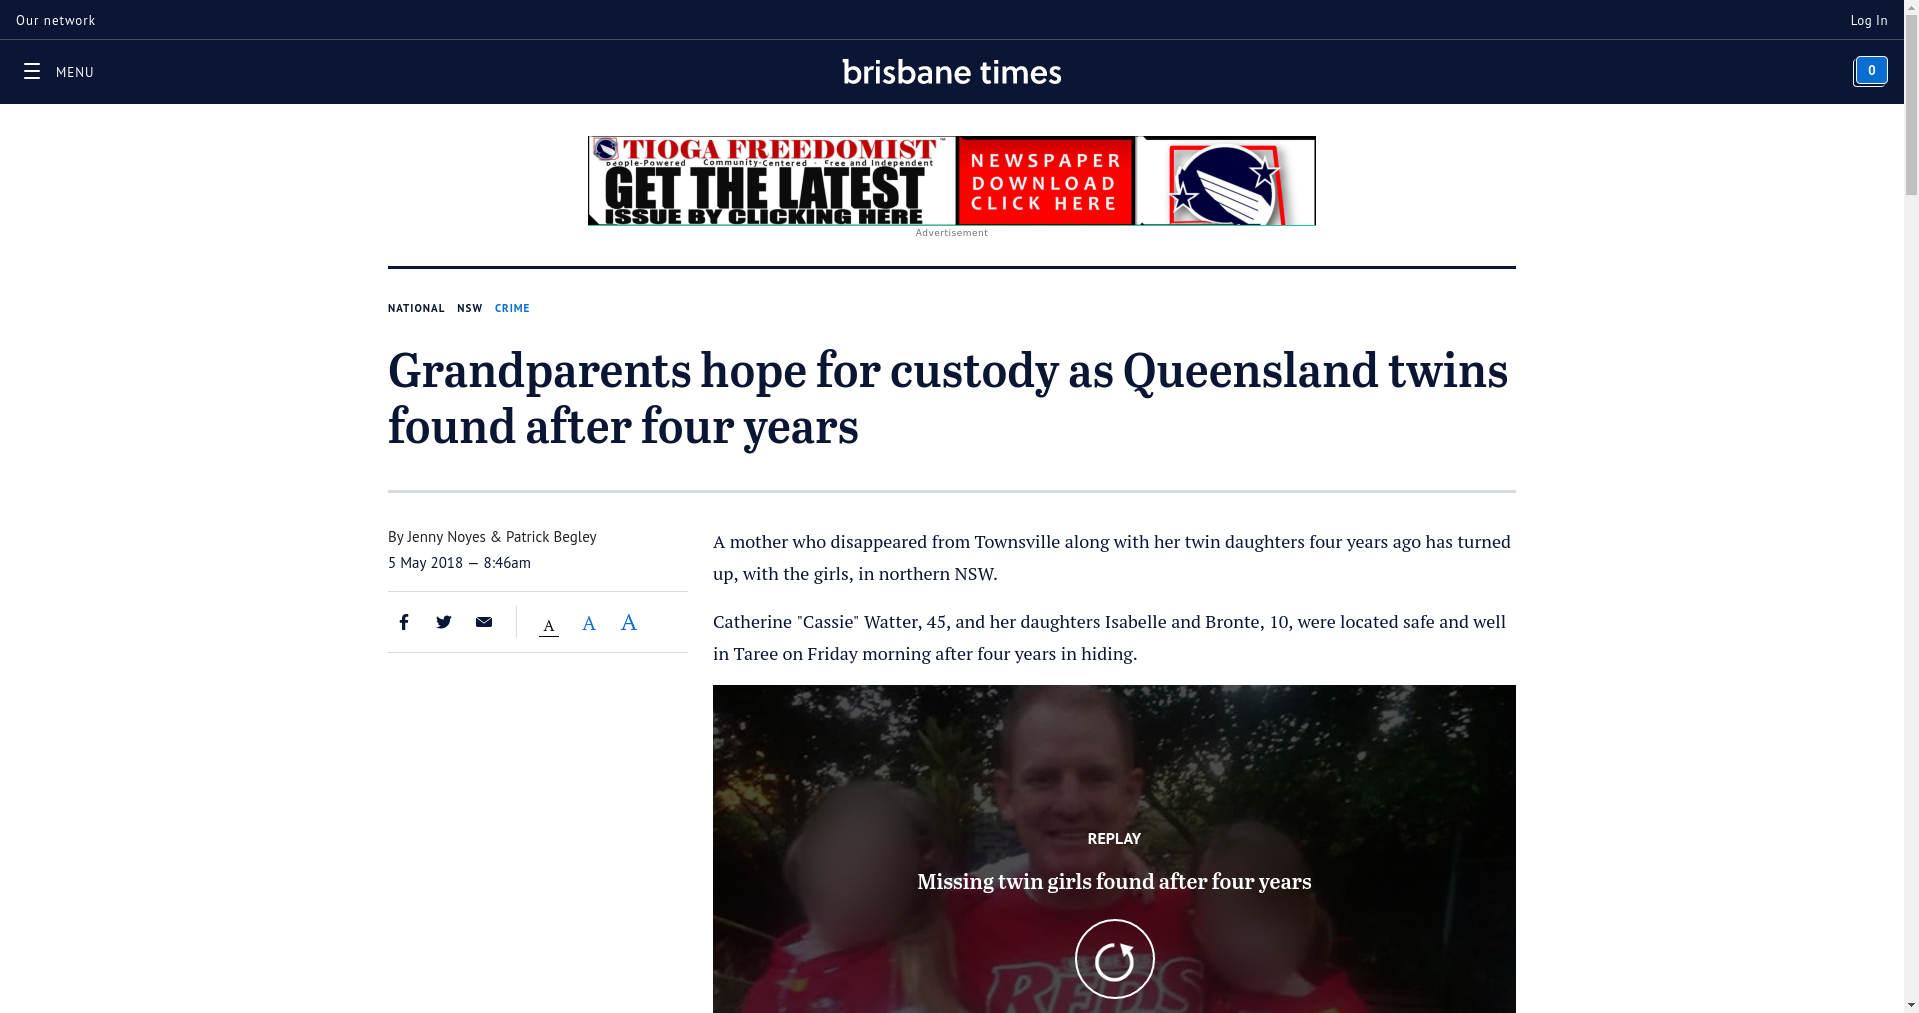 Our network
Log In
MENU
brisbane times
0
TIOGA FREEDOMIST
People-Powered Community-Centered · Free and Independent
GET THE LATEST
ISSUE BY CLICKING HERE
NEWSPAPER
DOWNLOAD
CLICK HERE
Advertisement
NATIONAL NSW CRIME
Grandparents hope for custody as Queensland twins
found after four years
By Jenny Noyes & Patrick Begley
5 May 2018 — 8:46am
A A A
A mother who disappeared from Townsville along with her twin daughters four years ago has turned
up, with the girls, in northern NSW.
Catherine "Cassie" Watter, 45, and her daughters Isabelle and Bronte, 10, were located safe and well
in Taree on Friday morning after four years in hiding.
REPLAY
Missing twin girls found after four years
REDS